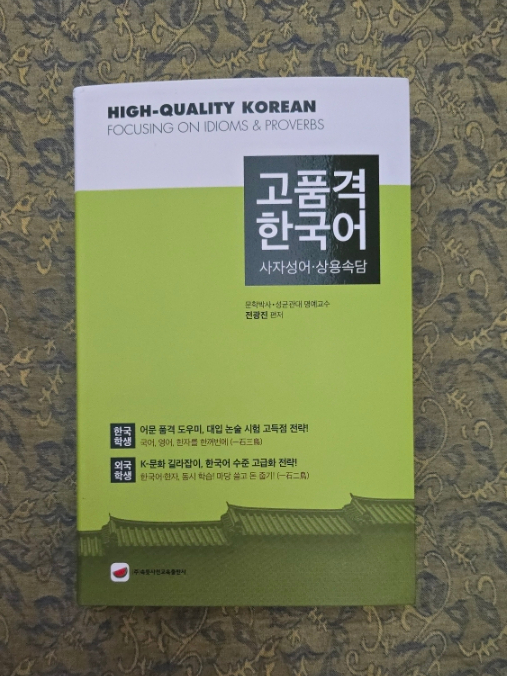 HIGH-QUALITY KOREAN
FOCUSING ON IDIOMS & PROVERBS
고품격
한국어
사자성어·상용속담
문학박사·성균관대 명예교수
전광진 편저
한국
학생
어문 품격 도우미, 대입 논술 시험 고득점 전략!
국어, 영어, 한자를 한꺼번에 (一石三鳥)
외국
학생
K-문화 길라잡이, 한국어 수준 고급화 전략!
한국어·한자, 동시 학습! 마당 쓸고 돈 줍기! (一石二鳥)